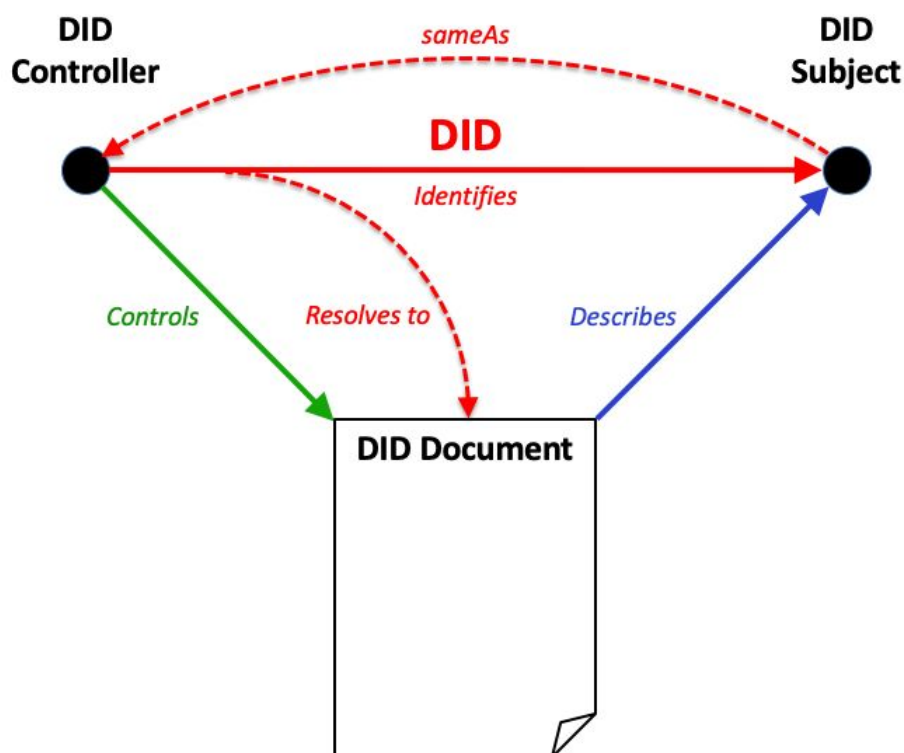 DID
Controller
sameAs
DID
Subject
DID
Identifies
Controls
Resolves to
Describes
DID Document